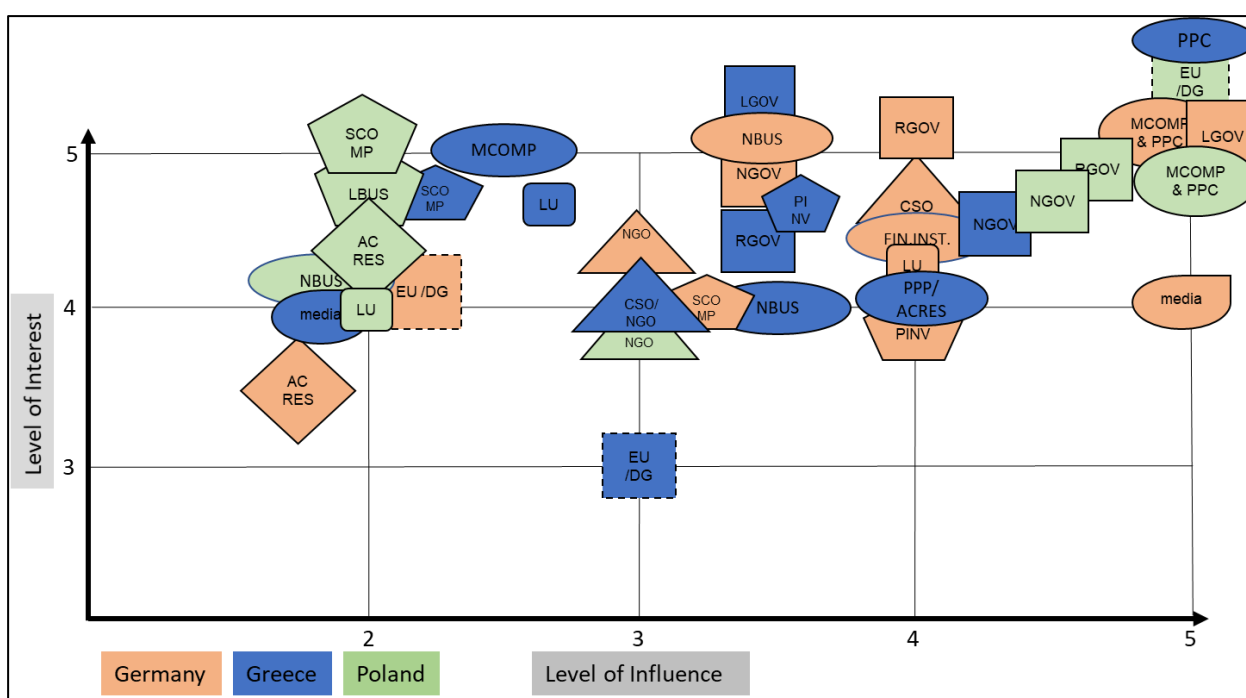 PPC
EU
/DG
LGOV
SCO
MP
MCOMP
NBUS
RGOV
MCOMP
& PPC
LGOV
5
NGOV
RGOV
MCOMP
& PPC
LBUS
SCO
MP
LU
PI
NV
CSO
NGOV
NGOV
AC
RES
NGO
RGOV
FIN.INST.
LU
NBUS
EU /DG
PPP/
ACRES
media
LU
4
media
CSO/
NGO
SCO
MP
NBUS
PINV
NGO
AC
RES
Level of Interest
3
EU
/DG
2
3
4
5
Germany
Greece
Poland
Level of Influence